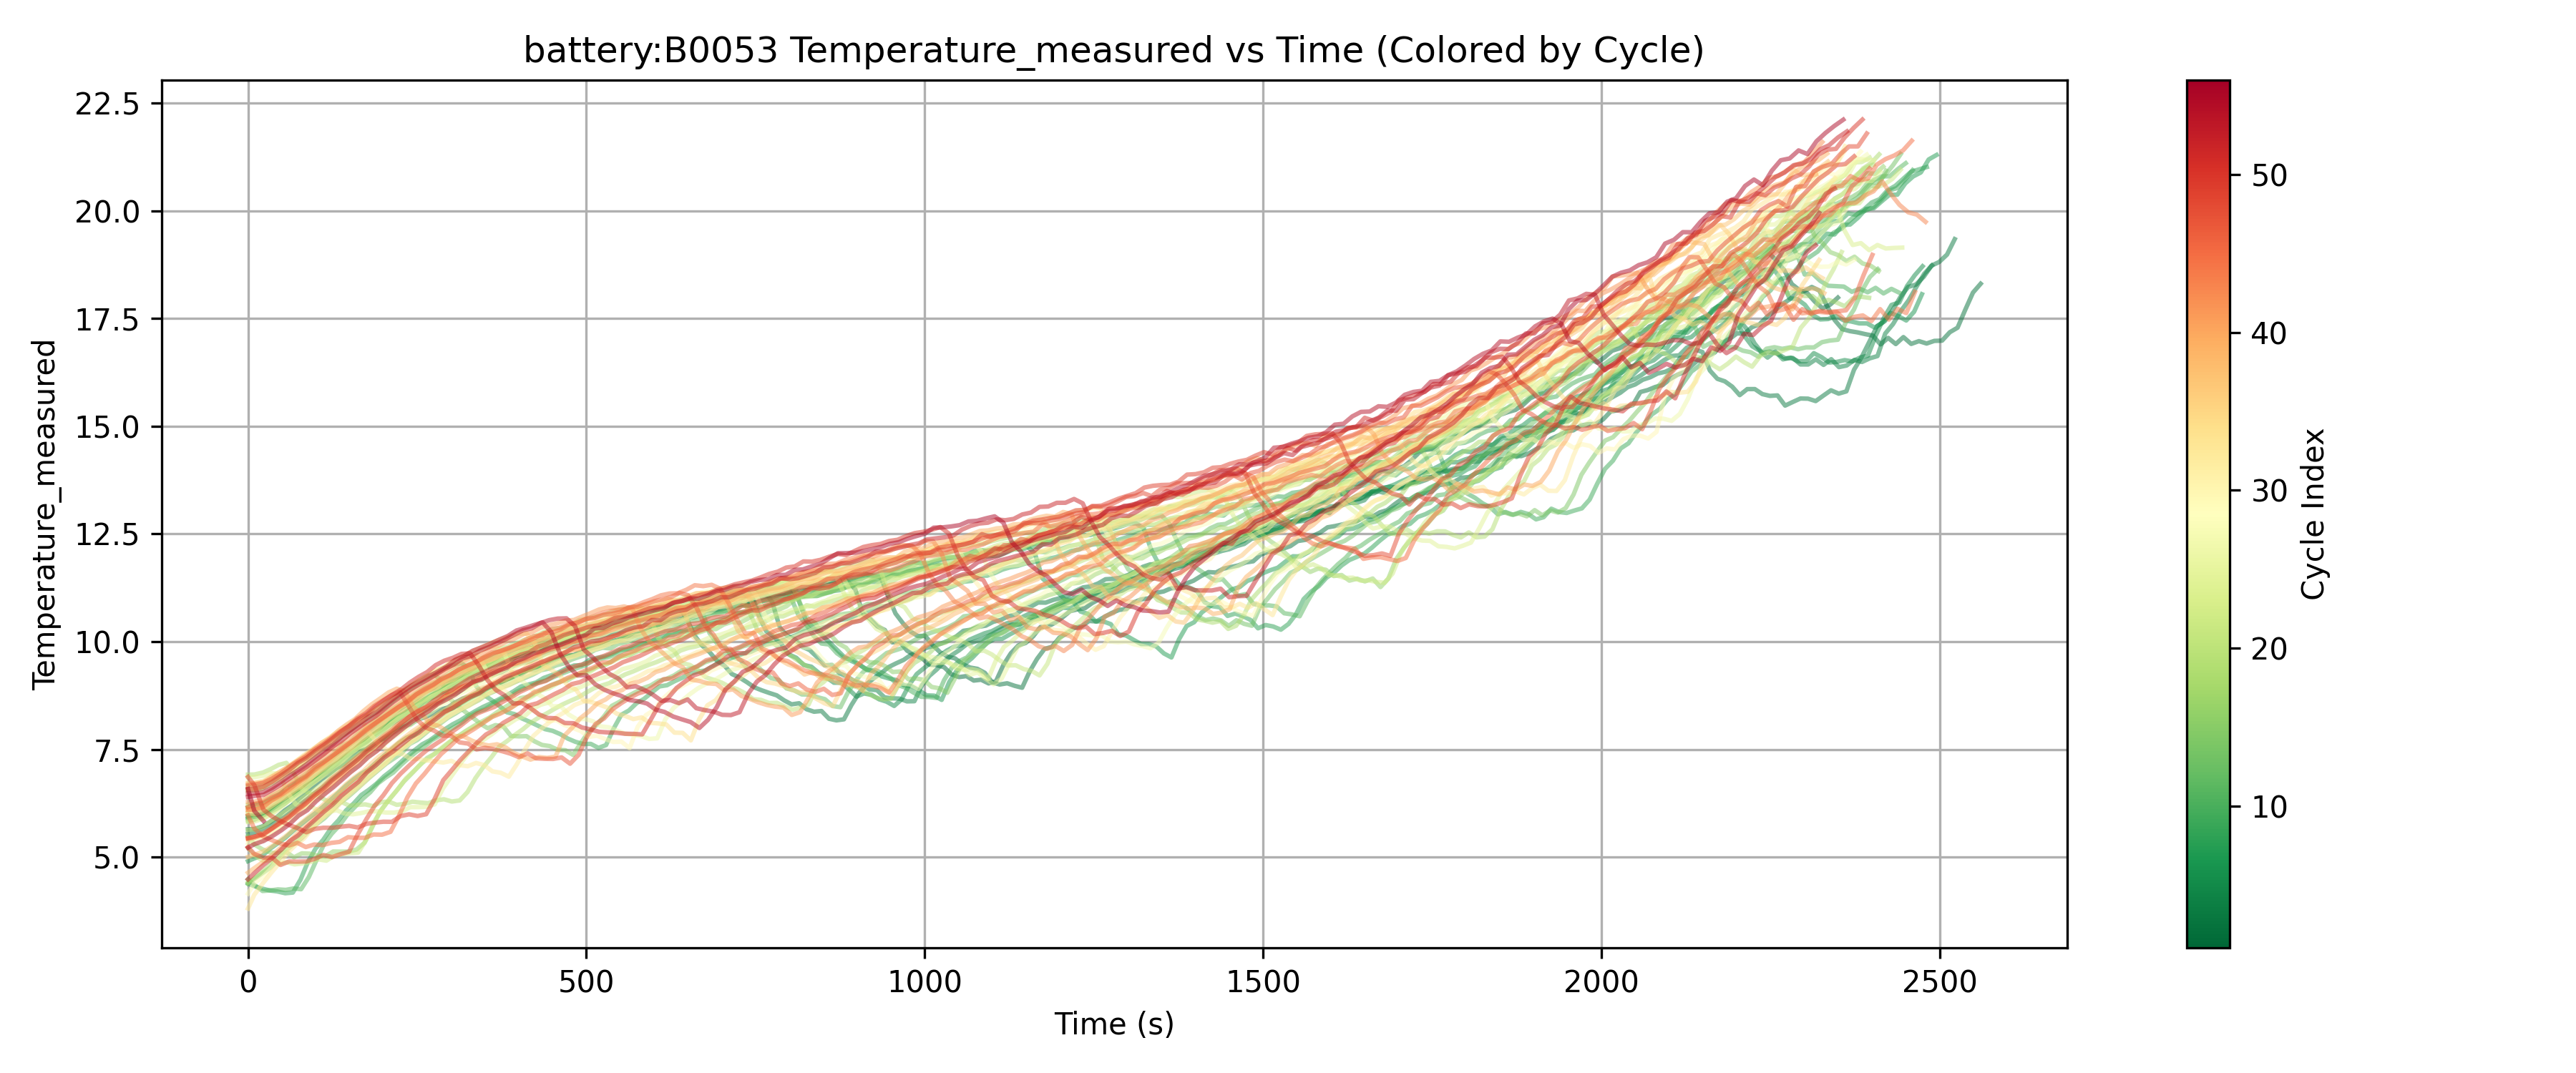 battery:B0053 Temperature_measured vs Time (Colored by Cycle)
Temperature_measured
22.5
20.0
17.5
15.0
12.5
10.0
7.5
5.0
0 500 1000 1500 2000 2500
Time (s)
50
40
30
20
10
Cycle Index